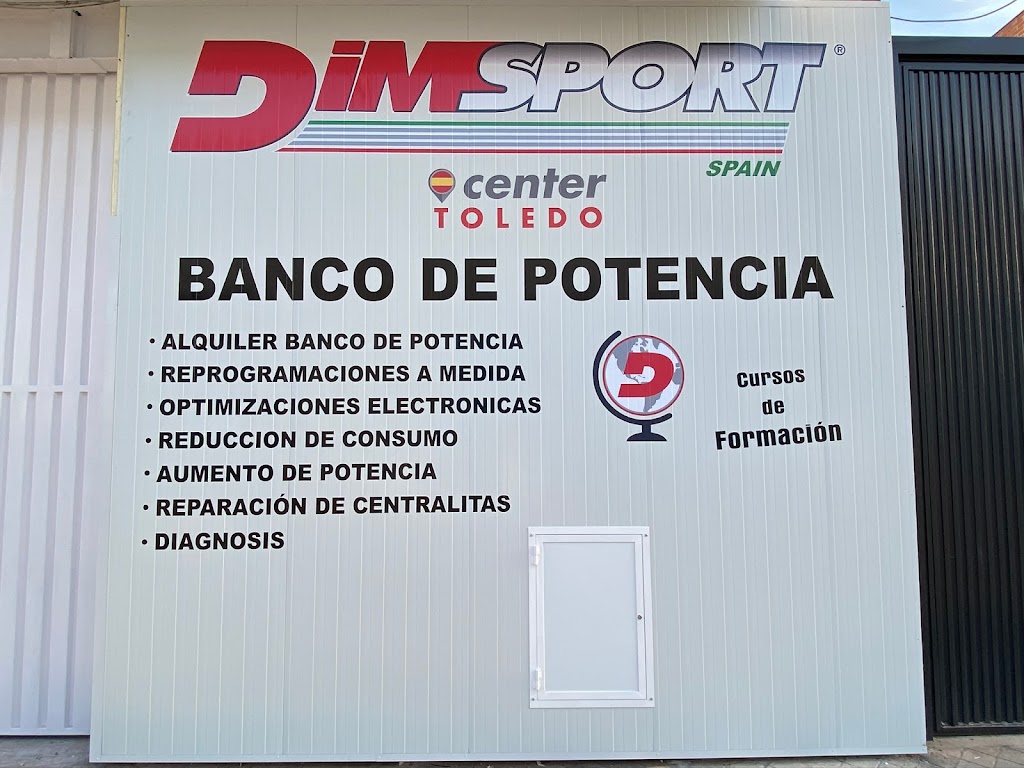 DiMSPORT®
SPAIN
center
TOLEDO
BANCO DE POTENCIA
· ALQUILER BANCO DE POTENCIA
· REPROGRAMACIONES A MEDIDA
· OPTIMIZACIONES ELECTRONICAS
· REDUCCION DE CONSUMO
· AUMENTO DE POTENCIA
· REPARACIÓN DE CENTRALITAS
· DIAGNOSIS
D
Cursos
de
Formación